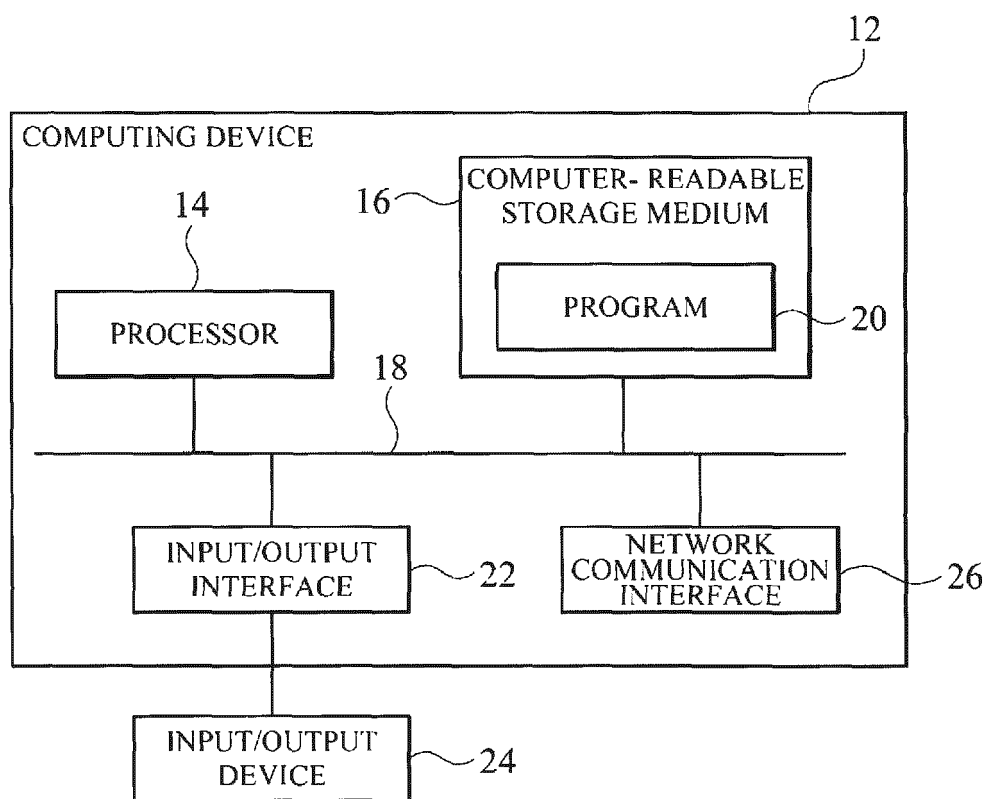 12
COMPUTING DEVICE
COMPUTER- READABLE
STORAGE MEDIUM
16
14
PROGRAM
20
PROCESSOR
18
INPUT/OUTPUT
INTERFACE
22
NETWORK
COMMUNICATION
INTERFACE
26
INPUT/OUTPUT
DEVICE
24